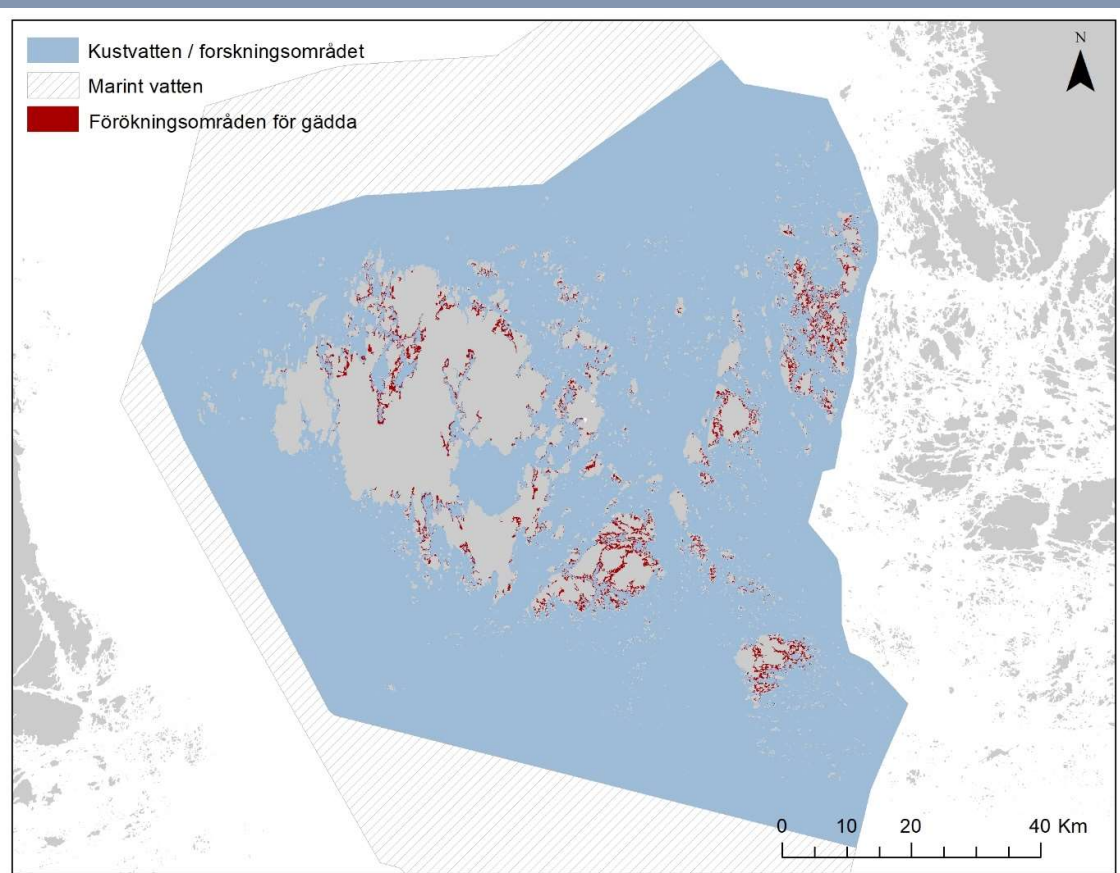 Kustvatten / forskningsområdet
Marint vatten
Förökningsområden för gädda
N
0 10 20 40 Km